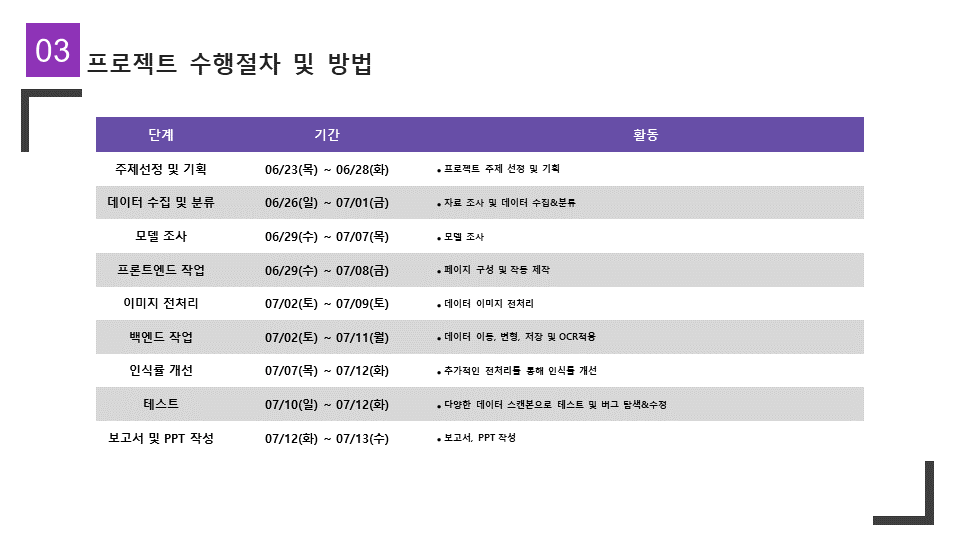 03
프로젝트 수행절차 및 방법
단계 기간 활동
주제선정 및 기획 06/23(목) ~ 06/28(화) • 프로젝트 주제 선정 및 기획
데이터 수집 및 분류 06/26(일) ~ 07/01(금) • 자료 조사 및 데이터 수집&분류
모델 조사 06/29(수) ~ 07/07(목) • 모델 조사
프론트엔드 작업 06/29(수) ~ 07/08(금) • 페이지 구성 및 작동 제작
이미지 전처리 07/02(토) ~ 07/09(토) • 데이터 이미지 전처리
백엔드 작업 07/02(토) ~ 07/11(월) • 데이터 이동, 변형, 저장 및 OCR적용
인식률 개선 07/07(목) ~ 07/12(화) • 추가적인 전처리를 통해 인식률 개선
테스트 07/10(일) ~ 07/12(화) • 다양한 데이터 스캔본으로 테스트 및 버그 탐색&수정
보고서 및 PPT 작성 07/12(화) ~ 07/13(수) • 보고서, PPT 작성